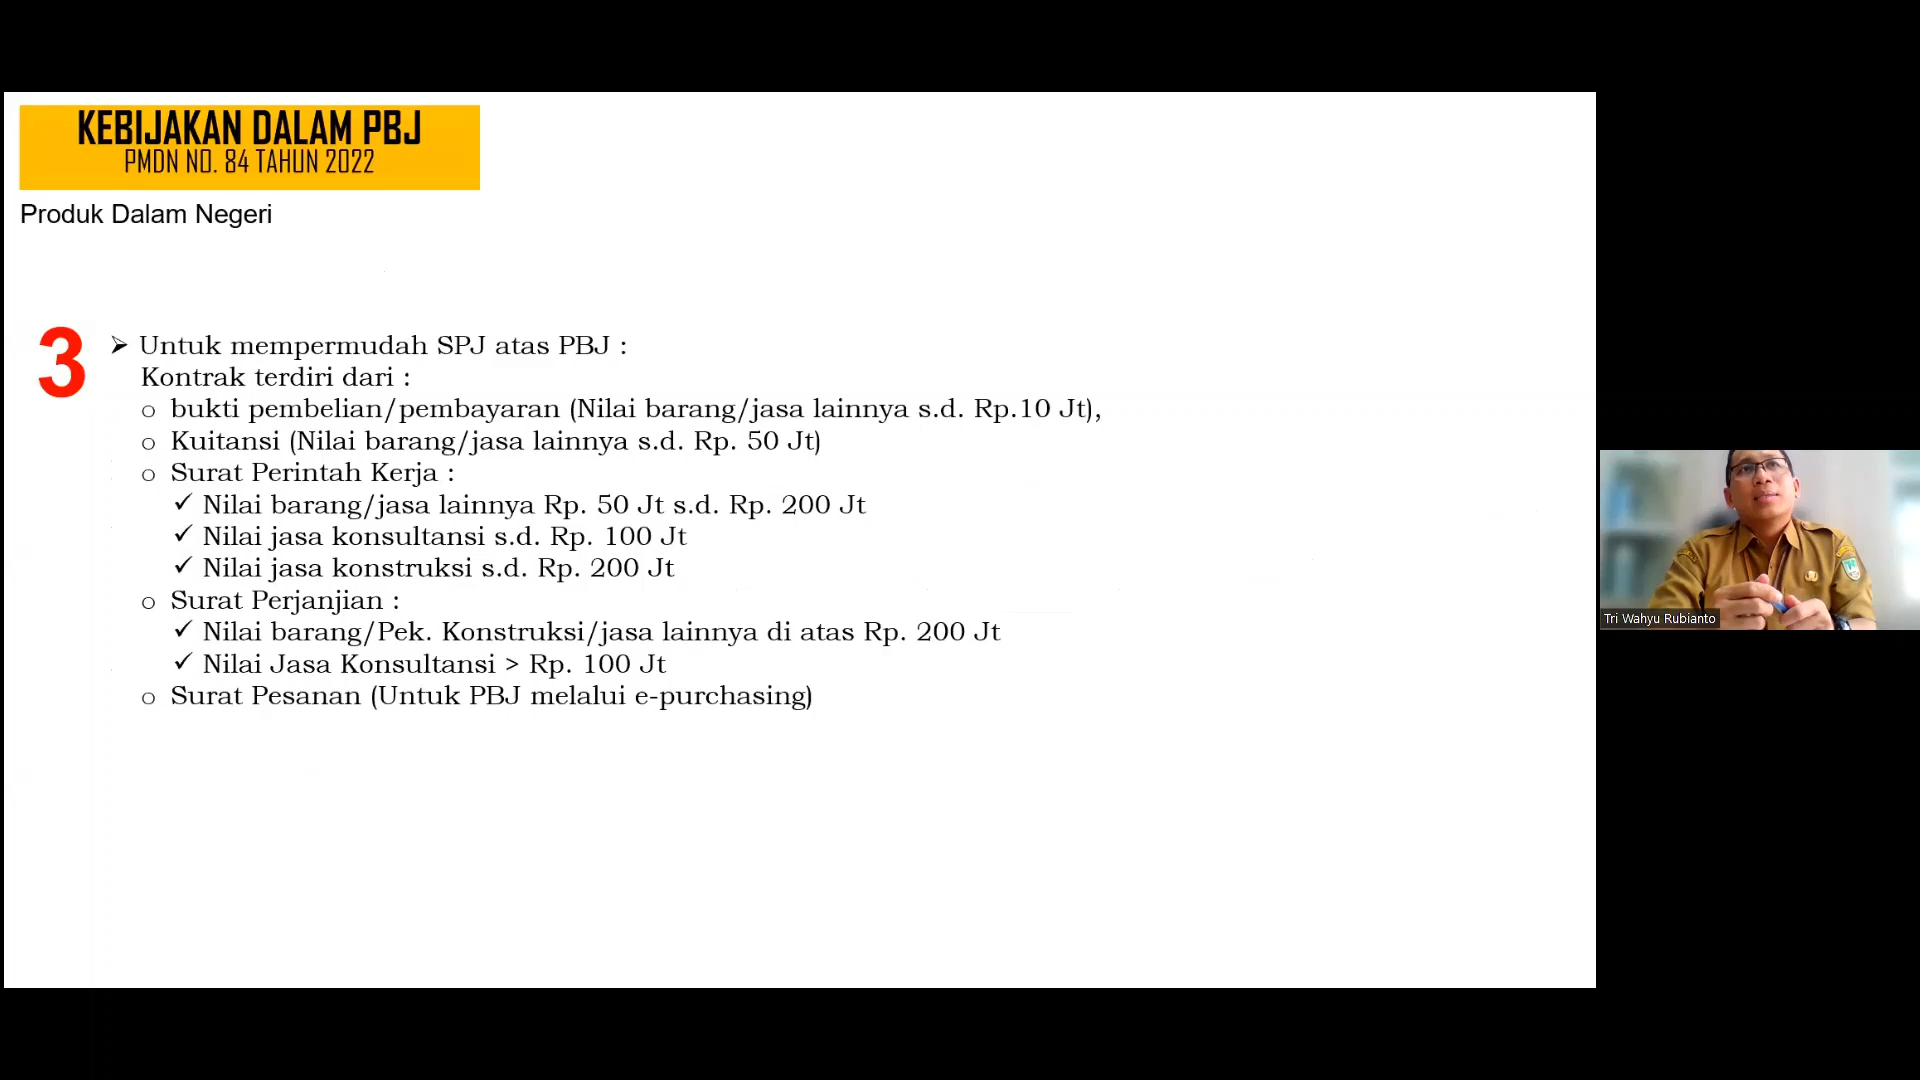 KEBIJAKAN DALAM PBJ
PMDN NO. 84 TAHUN 2022
Produk Dalam Negeri
3
➢ Untuk mempermudah SPJ atas PBJ :
Kontrak terdiri dari :
o bukti pembelian/pembayaran (Nilai barang/jasa lainnya s.d. Rp.10 Jt),
o Kuitansi (Nilai barang/jasa lainnya s.d. Rp. 50 Jt)
o Surat Perintah Kerja :
✓ Nilai barang/jasa lainnya Rp. 50 Jt s.d. Rp. 200 Jt
✓ Nilai jasa konsultansi s.d. Rp. 100 Jt
✓ Nilai jasa konstruksi s.d. Rp. 200 Jt
o Surat Perjanjian :
✓ Nilai barang/Pek. Konstruksi/jasa lainnya di atas Rp. 200 Jt
✓ Nilai Jasa Konsultansi > Rp. 100 Jt
o Surat Pesanan (Untuk PBJ melalui e-purchasing)
Tri Wahyu Rubianto